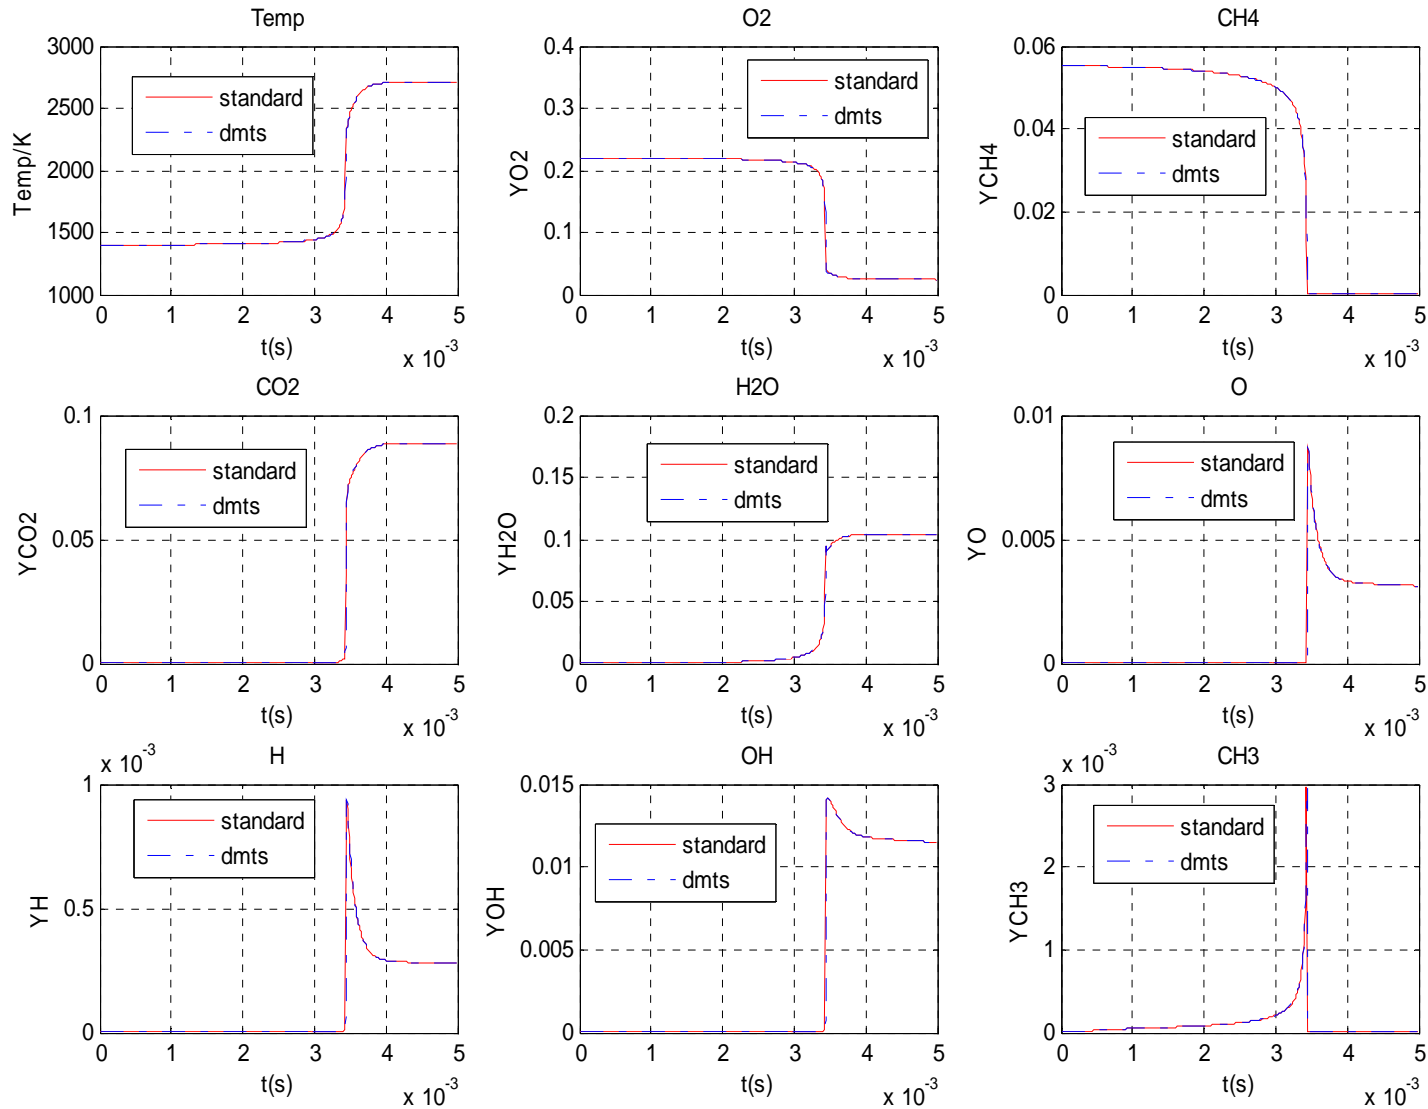 Temp
3000
2500
2000
1500
1000
Temp/K
standard
dmts
0 1 2 3 4 5
t(s)
x 10-3
O2
0.4
0.3
0.2
0.1
0
YO2
standard
dmts
0 1 2 3 4 5
t(s)
x 10-3
CH4
0.06
0.04
0.02
0
YCH4
standard
dmts
0 1 2 3 4 5
t(s)
x 10-3
CO2
0.1
0.05
0
YCO2
standard
dmts
0 1 2 3 4 5
t(s)
x 10-3
H2O
0.2
0.15
0.1
0.05
0
YH2O
standard
dmts
0 1 2 3 4 5
t(s)
x 10-3
O
0.01
0.005
0
YO
standard
dmts
0 1 2 3 4 5
t(s)
x 10-3
x 10-3
H
1
0.5
0
YH
standard
dmts
0 1 2 3 4 5
t(s)
x 10-3
OH
0.015
0.01
0.005
0
YOH
standard
dmts
0 1 2 3 4 5
t(s)
x 10-3
x 10-3
CH3
3
2
1
0
YCH3
standard
dmts
0 1 2 3 4 5
t(s)
x 10-3